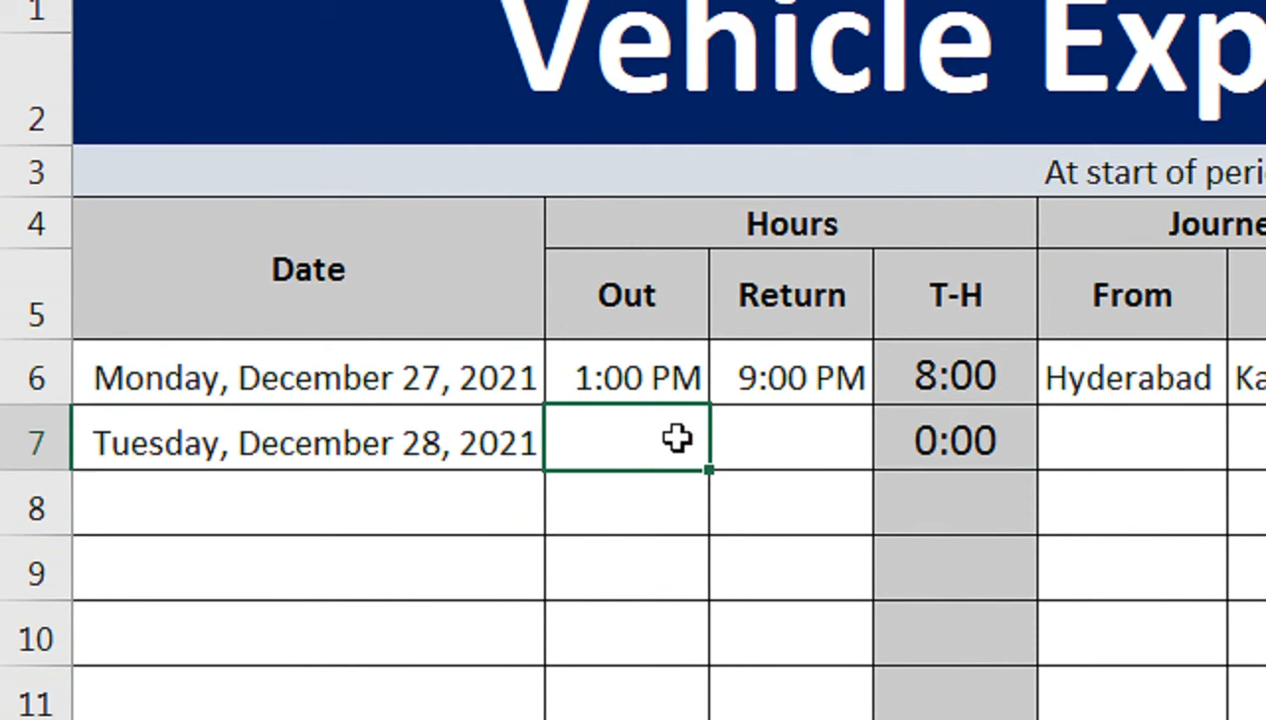 1
Vehicle Exp
2
3
At start of peri
4
Hours
Journe
Date
5
Out Return T-H From
6 Monday, December 27, 2021 1:00 PM 9:00 PM 8:00 Hyderabad Ka
7 Tuesday, December 28, 2021 0:00
8
9
10
11